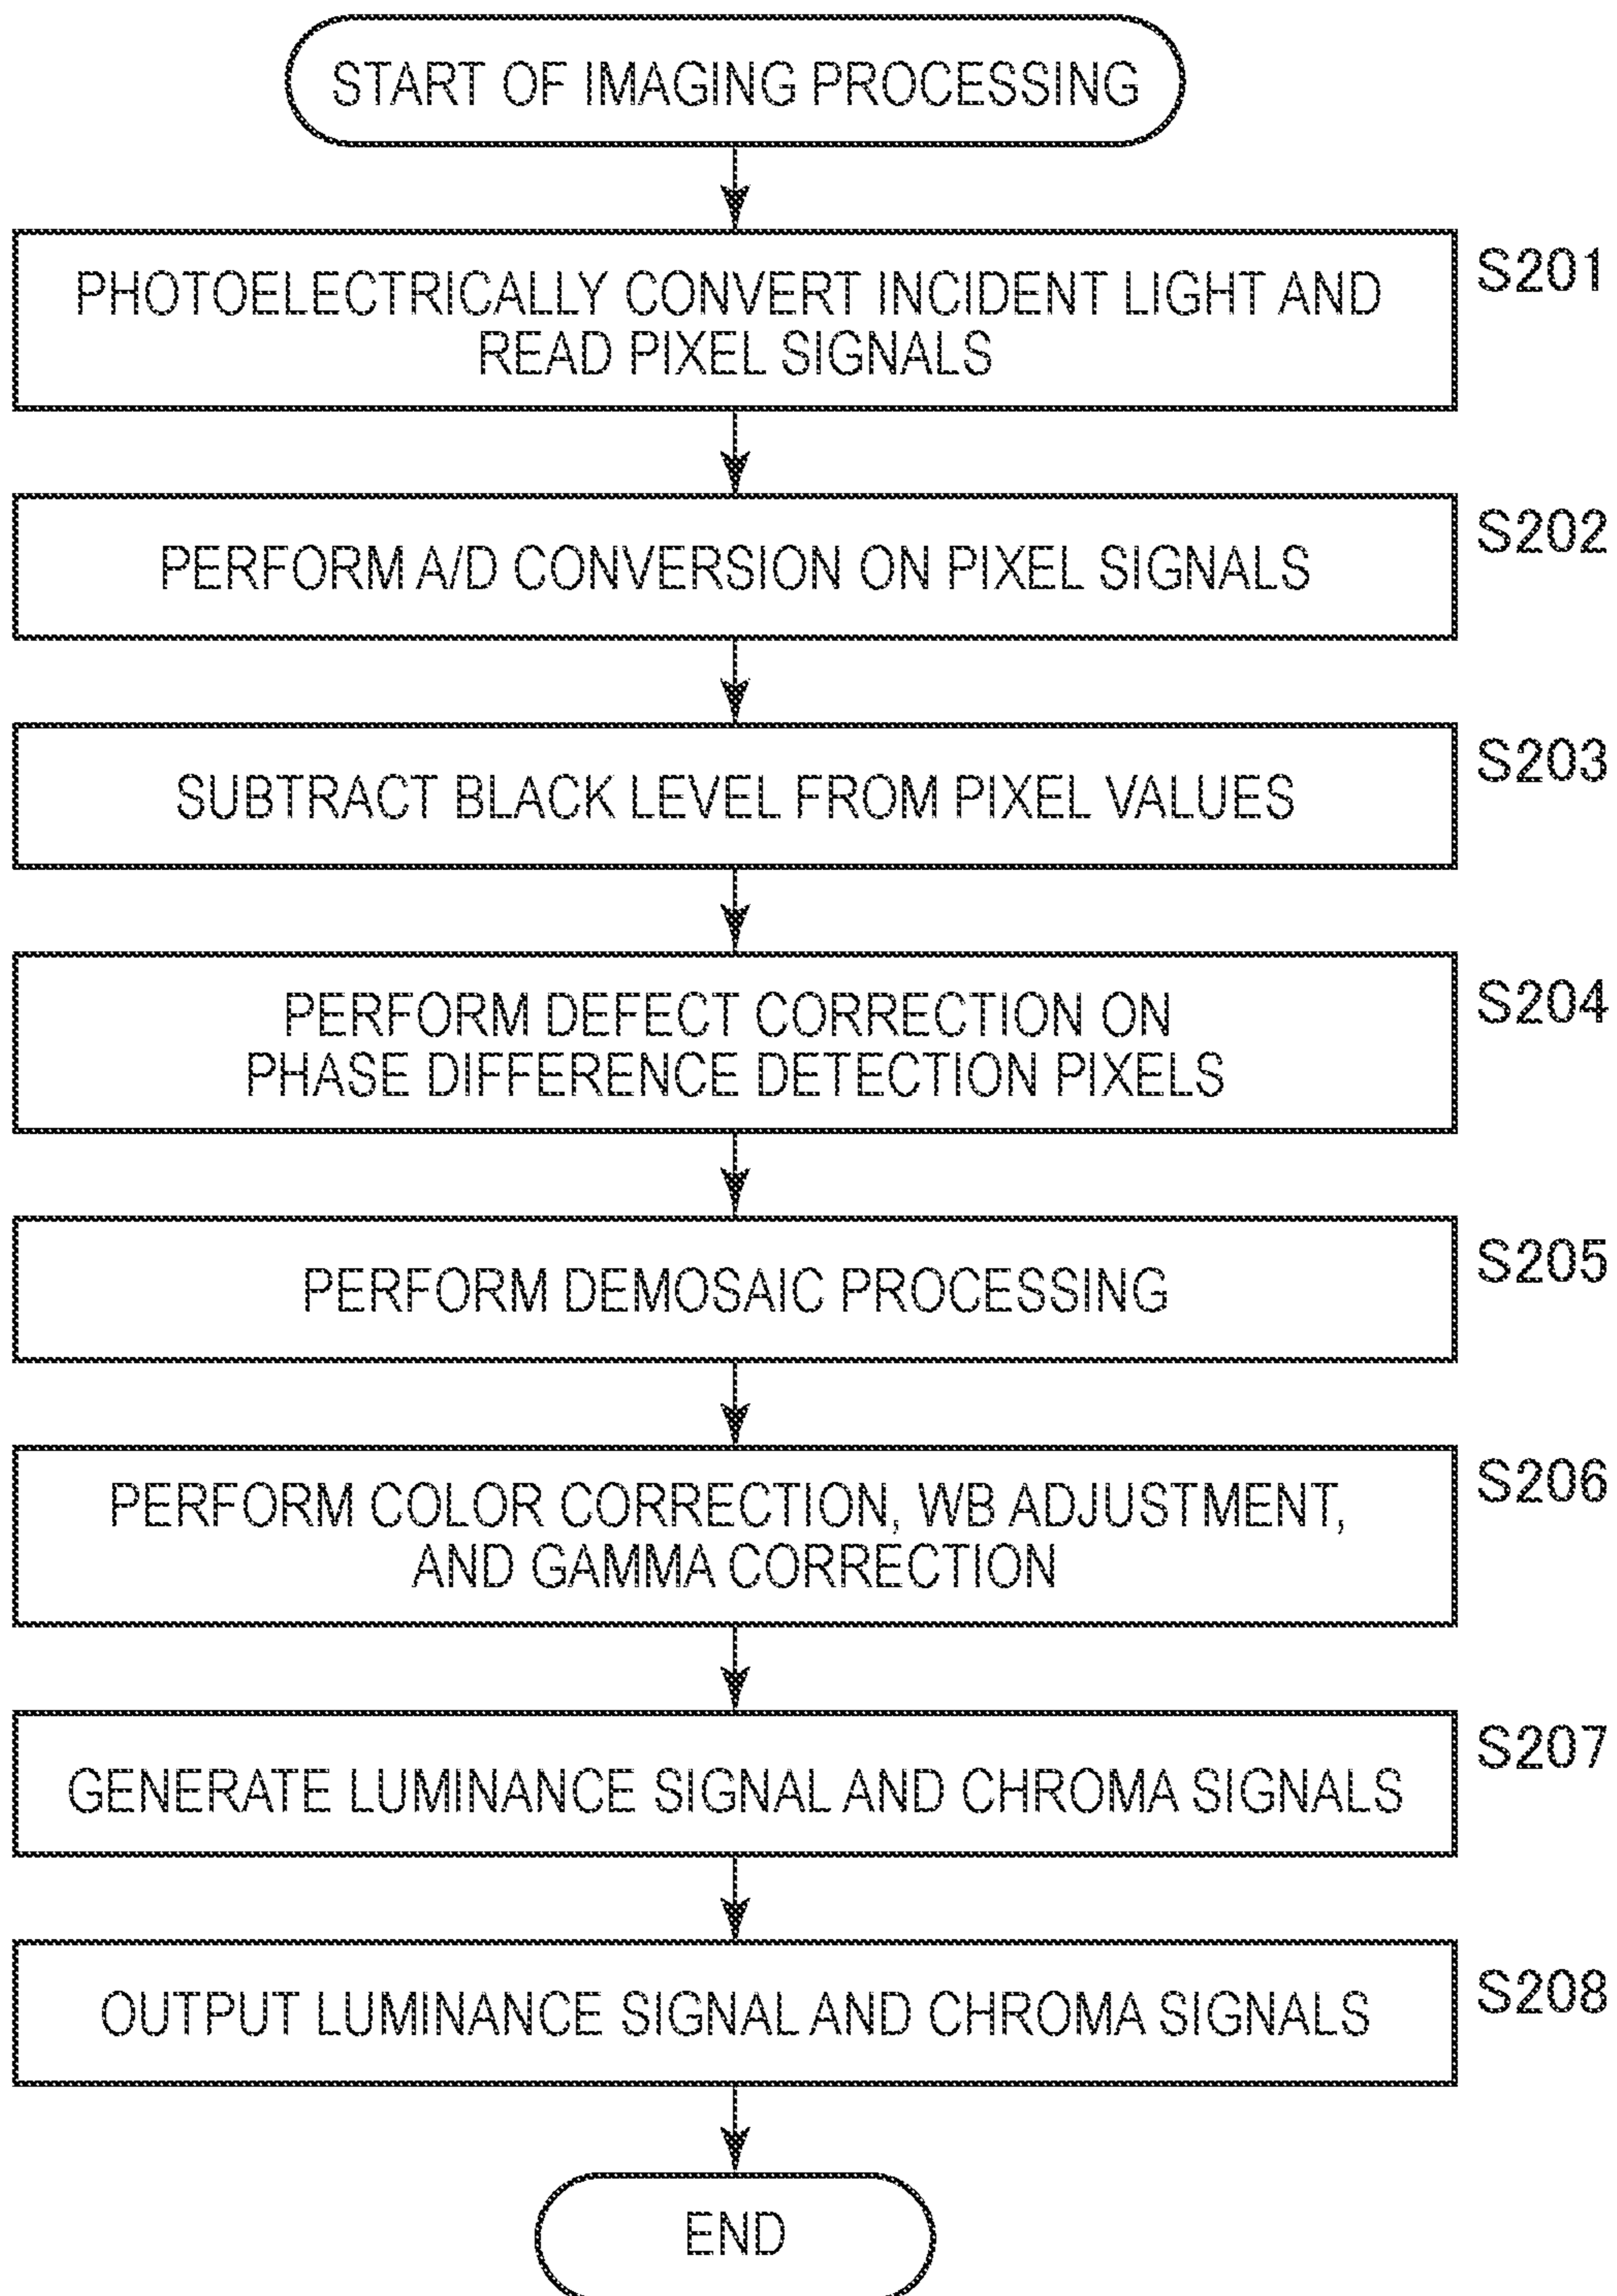 START OF IMAGING PROCESSING
PHOTOELECTRICALLY CONVERT INCIDENT LIGHT AND
READ PIXEL SIGNALS
S201
PERFORM A/D CONVERSION ON PIXEL SIGNALS
S202
SUBTRACT BLACK LEVEL FROM PIXEL VALUES
S203
PERFORM DEFECT CORRECTION ON
PHASE DIFFERENCE DETECTION PIXELS
S204
PERFORM DEMOSAIC PROCESSING
S205
PERFORM COLOR CORRECTION, WB ADJUSTMENT,
AND GAMMA CORRECTION
S206
GENERATE LUMINANCE SIGNAL AND CHROMA SIGNALS
S207
OUTPUT LUMINANCE SIGNAL AND CHROMA SIGNALS
S208
END